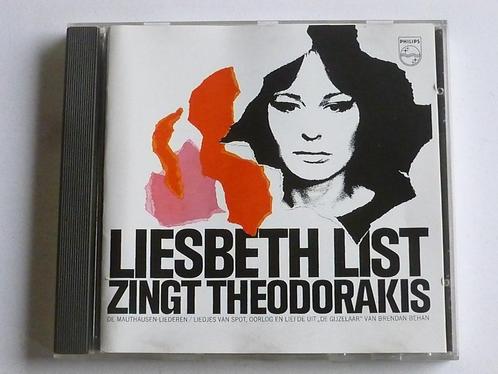 PHILIPS
LIESBETH LIST
ZINGT THEODORAKIS
DE MAUTHAUSEN-LIEDEREN / LIEDJES VAN SPOT, OORLOG EN LIEFDE UIT „DE GIJZELAAR" VAN BRENDAN BEHAN